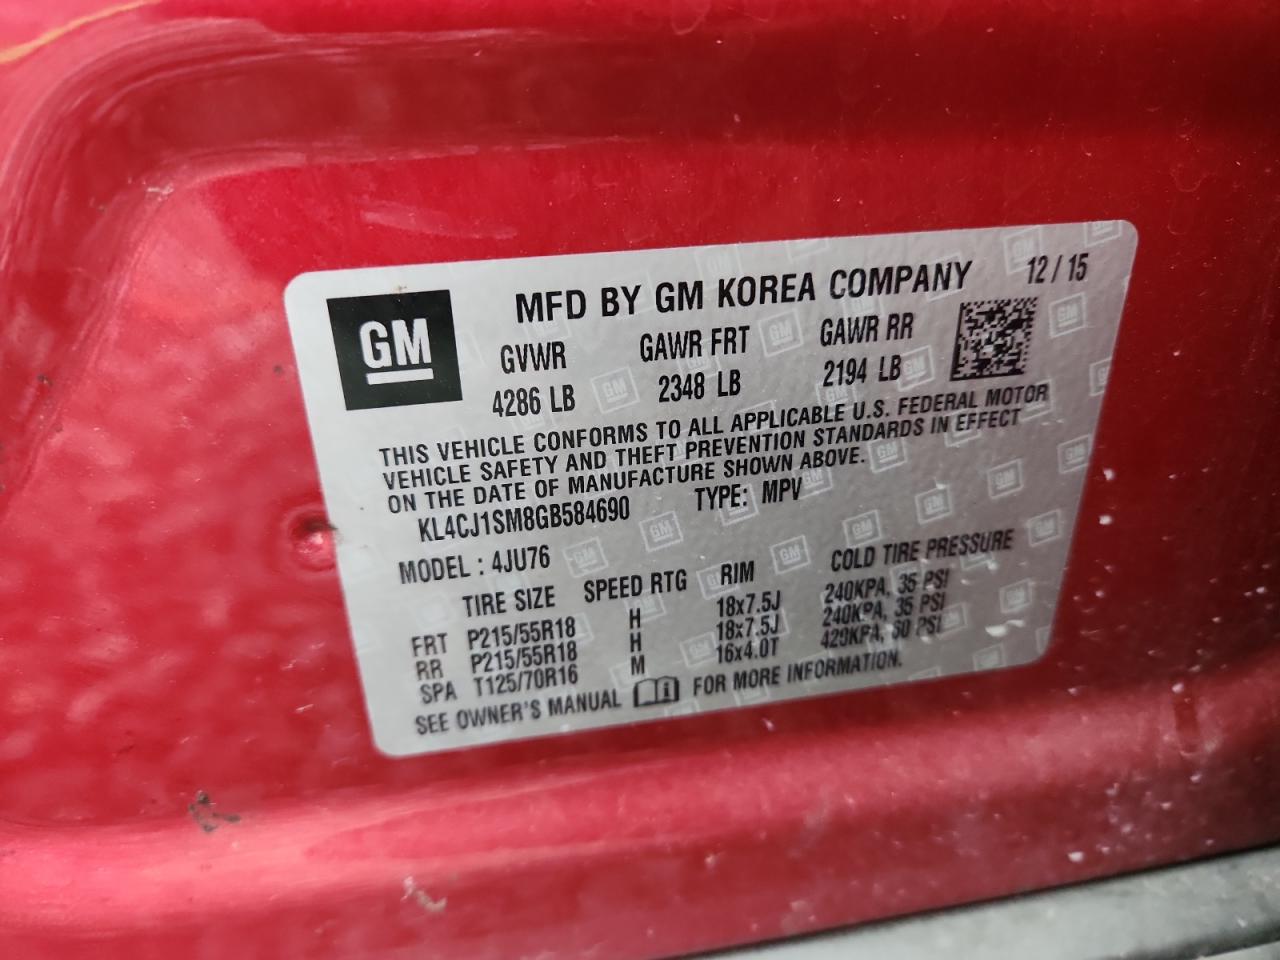 GM
MFD BY GM KOREA COMPANY 12/15
GVWR GAWR FRT GAWR RR
4286 LB 2348 LB 2194 LB
THIS VEHICLE CONFORMS TO ALL APPLICABLE U.S. FEDERAL MOTOR
VEHICLE SAFETY AND THEFT PREVENTION STANDARDS IN EFFECT
ON THE DATE OF MANUFACTURE SHOWN ABOVE.
KL4CJ1SM8GB584690 TYPE: MPV
MODEL: 4JU76
TIRE SIZE SPEED RTG RIM COLD TIRE PRESSURE
FRT P215/55R18 H 18x7.5J 240KPA, 35 PSI
RR P215/55R18 H 18x7.5J 240KPA, 35 PSI
SPA T125/70R16 M 16x4.0T 420KPA, 60 PSI
SEE OWNER'S MANUAL FOR MORE INFORMATION.